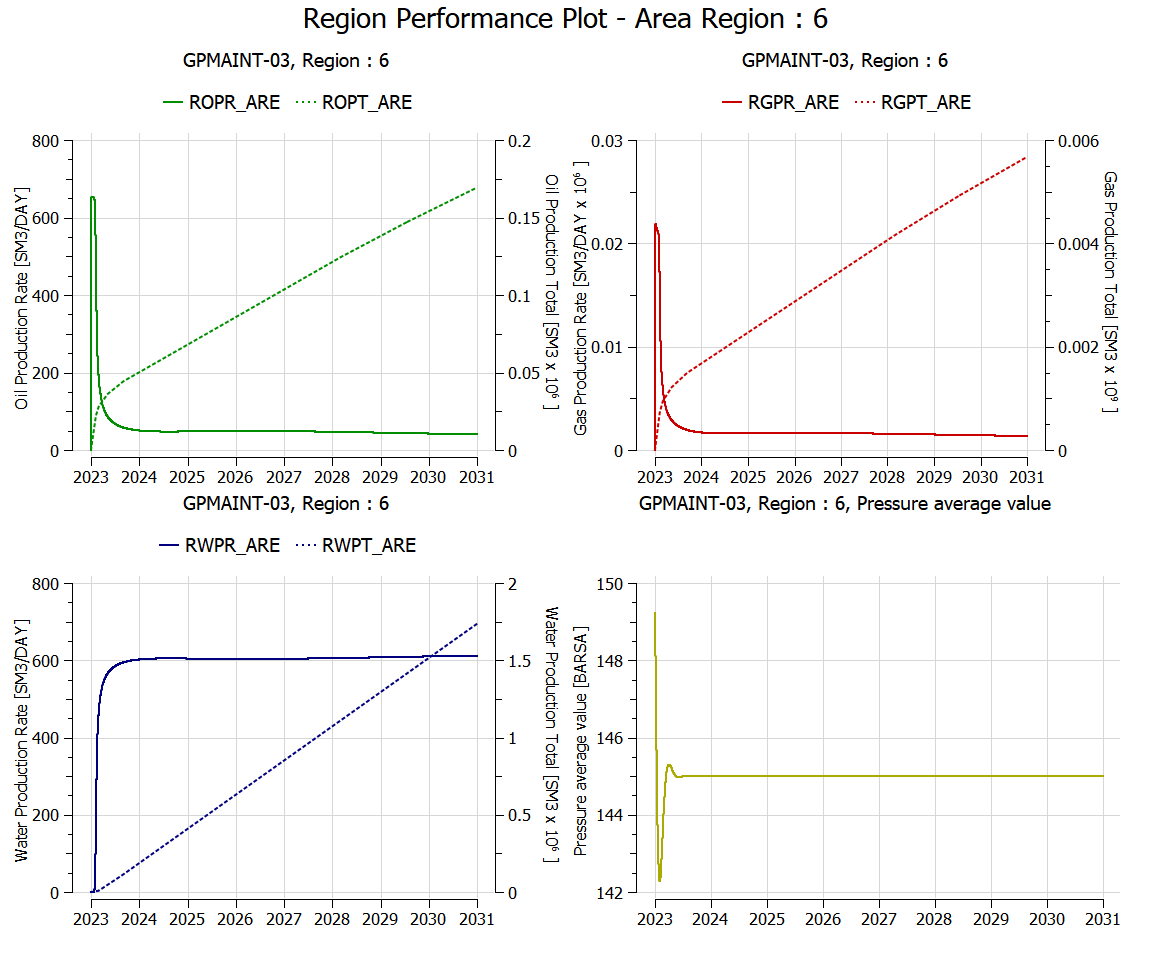 Region Performance Plot - Area Region : 6
GPMAINT-03, Region : 6
ROPR_ARE ROPT_ARE
Oil Production Rate [SM3/DAY]
800
600
400
200
0
0.2
0.15
0.1
0.05
0
Oil Production Total [SM3 x 10⁶ ]
2023 2024 2025 2026 2027 2028 2029 2030 2031
GPMAINT-03, Region : 6
RGPR_ARE RGPT_ARE
Gas Production Rate [SM3/DAY x 10⁶ ]
0.03
0.02
0.01
0
0.006
0.004
0.002
0
Gas Production Total [SM3 x 10⁹ ]
2023 2024 2025 2026 2027 2028 2029 2030 2031
GPMAINT-03, Region : 6
RWPR_ARE RWPT_ARE
Water Production Rate [SM3/DAY]
800
600
400
200
0
2
1.5
1
0.5
0
Water Production Total [SM3 x 10⁶ ]
2023 2024 2025 2026 2027 2028 2029 2030 2031
GPMAINT-03, Region : 6, Pressure average value
Pressure average value [BARSA]
150
148
146
144
142
2023 2024 2025 2026 2027 2028 2029 2030 2031